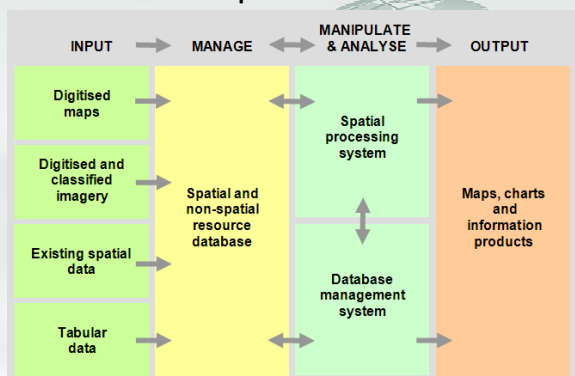 INPUT
MANAGE
MANIPULATE
& ANALYSE
OUTPUT
Digitised
maps
Digitised and
classified
imagery
Existing spatial
data
Tabular
data
Spatial and
non-spatial
resource
database
Spatial
processing
system
Database
management
system
Maps, charts
and
information
products